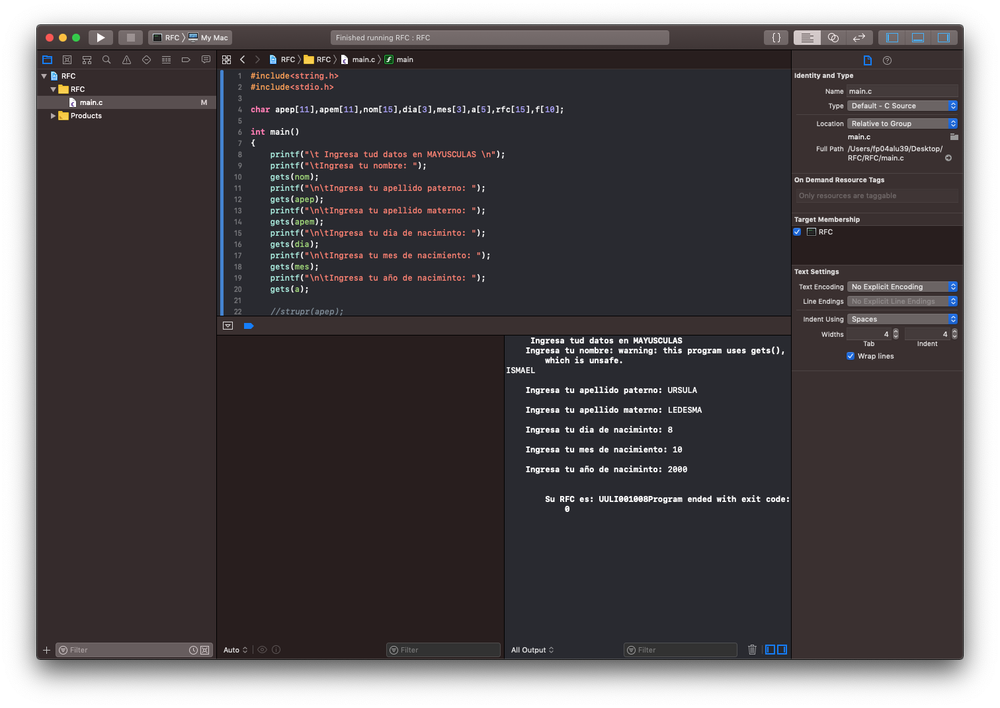 RFC
My Mac
Finished running RFC : RFC
{ }
RFC
RFC
main.c
M
Products
RFC
RFC
main.c
main
1 #include<string.h>
2 #include<stdio.h>
3
4 char apep[11],apem[11],nom[15],dia[3],mes[3],a[5],rfc[15],f[10];
5
6 int main()
7 {
8 printf("\t Ingresa tud datos en MAYUSCULAS \n");
9 printf("\tIngresa tu nombre: ");
10 gets(nom);
11 printf("\n\tIngresa tu apellido paterno: ");
12 gets(apep);
13 printf("\n\tIngresa tu apellido materno: ");
14 gets(apem);
15 printf("\n\tIngresa tu dia de naciminto: ");
16 gets(dia);
17 printf("\n\tIngresa tu mes de nacimiento: ");
18 gets(mes);
19 printf("\n\tIngresa tu año de naciminto: ");
20 gets(a);
21
22 //strupr(apep);
Ingresa tud datos en MAYUSCULAS
Ingresa tu nombre: warning: this program uses gets(),
which is unsafe.
ISMAEL
Ingresa tu apellido paterno: URSULA
Ingresa tu apellido materno: LEDESMA
Ingresa tu dia de naciminto: 8
Ingresa tu mes de nacimiento: 10
Ingresa tu año de naciminto: 2000
Su RFC es: UULI001008Program ended with exit code:
0
Filter
Auto
Filter
All Output
Filter
Identity and Type
Name main.c
Type Default - C Source
Location Relative to Group
main.c
Full Path /Users/fp04alu39/Desktop/
RFC/RFC/main.c
On Demand Resource Tags
Only resources are taggable
Target Membership
RFC
Text Settings
Text Encoding No Explicit Encoding
Line Endings No Explicit Line Endings
Indent Using Spaces
Widths 4 4
Tab Indent
Wrap lines